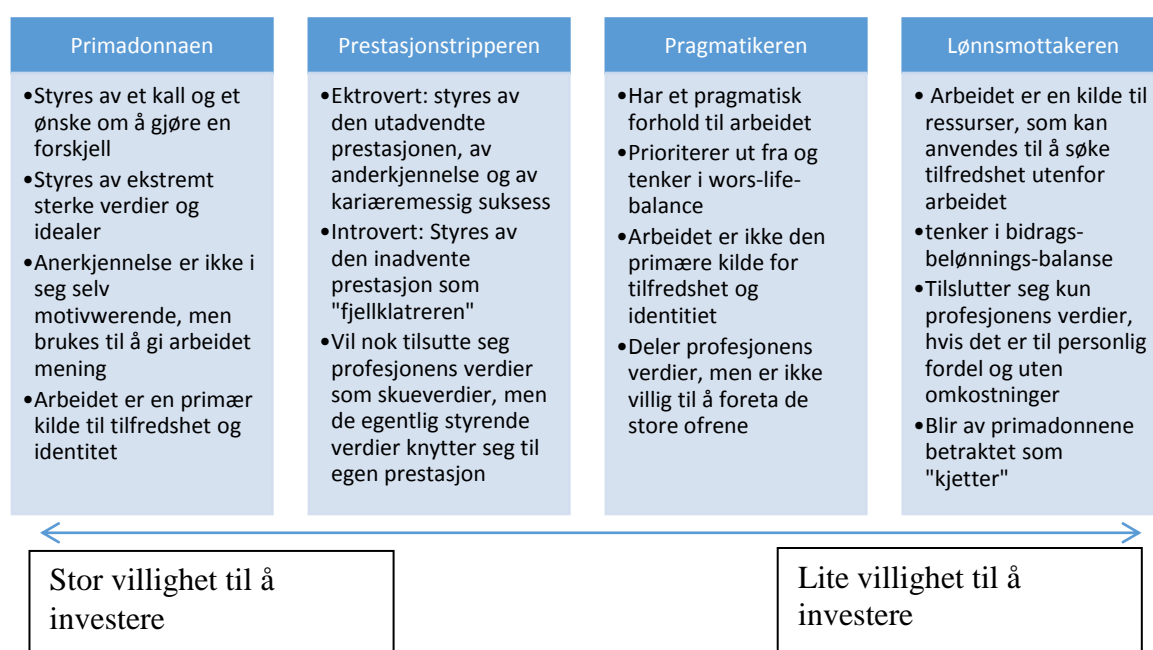 Primadonnaen
•Styres av et kall og et
ønske om å gjøre en
forskjell
•Styres av ekstremt
sterke verdier og
idealer
•Anerkjennelse er ikke i
seg selv
motivwerende, men
brukes til å gi arbeidet
mening
•Arbeidet er en primær
kilde til tilfredshet og
identitet
Prestasjonstripperen
•Ektrovert: styres av
den utadvendte
prestasjonen, av
anderkjennelse og av
kariæremessig suksess
•Introvert: Styres av
den inadvente
prestasjon som
"fjellklatreren"
•Vil nok tilsutte seg
profesjonens verdier
som skueverdier, men
de egentlig styrende
verdier knytter seg til
egen prestasjon
Pragmatikeren
•Har et pragmatisk
forhold til arbeidet
•Prioriterer ut fra og
tenker i wors-life-
balance
•Arbeidet er ikke den
primære kilde for
tilfredshet og
identitiet
•Deler profesjonens
verdier, men er ikke
villig til å foreta de
store ofrene
Lønnsmottakeren
• Arbeidet er en kilde til
ressurser, som kan
anvendes til å søke
tilfredshet utenfor
arbeidet
•tenker i bidrags-
belønnings-balanse
•Tilslutter seg kun
profesjonens verdier,
hvis det er til personlig
fordel og uten
omkostninger
•Blir av primadonnene
betraktet som
"kjetter"
Stor villighet til å
investere
Lite villighet til å
investere